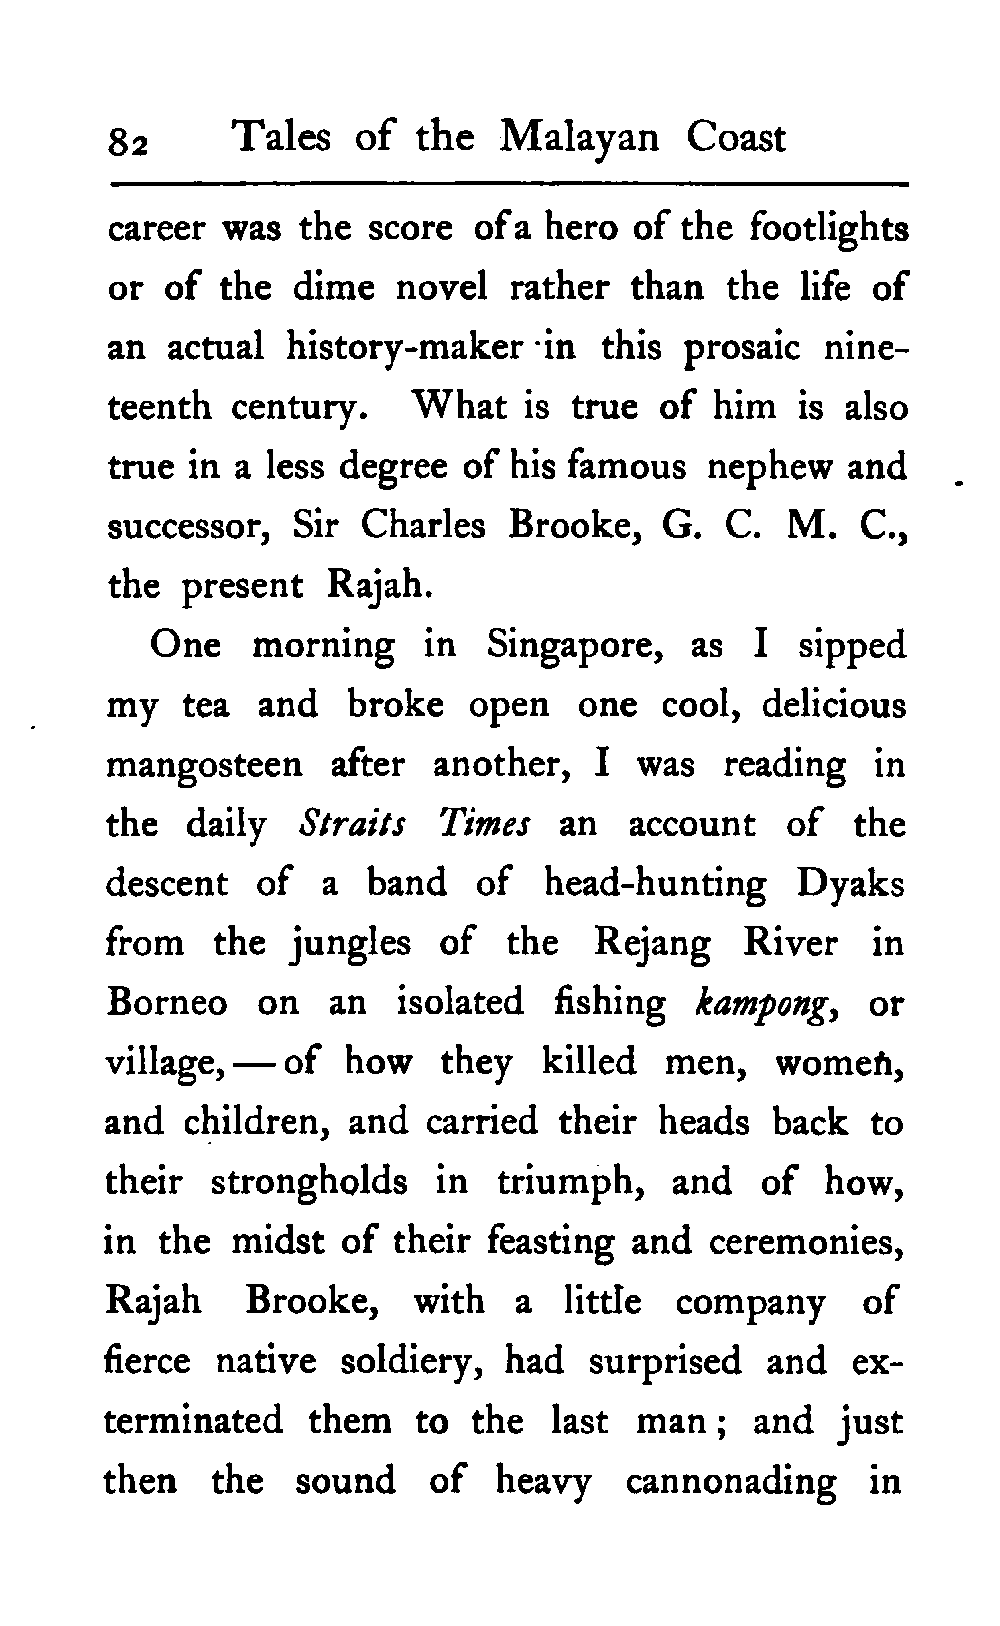 82 Tales of the Malayan Coast
career was the score of a hero of the footlights
or of the dime novel rather than the life of
an actual history-maker in this prosaic nine-
teenth century. What is true of him is also
true in a less degree of his famous nephew and
successor, Sir Charles Brooke, G. C. M. C.,
the present Rajah.
One morning in Singapore, as I sipped
my tea and broke open one cool, delicious
mangosteen after another, I was reading in
the daily Straits Times an account of the
descent of a band of head-hunting Dyaks
from the jungles of the Rejang River in
Borneo on an isolated fishing kampong, or
village, — of how they killed men, women,
and children, and carried their heads back to
their strongholds in triumph, and of how,
in the midst of their feasting and ceremonies,
Rajah Brooke, with a little company of
fierce native soldiery, had surprised and ex-
terminated them to the last man ; and just
then the sound of heavy cannonading in